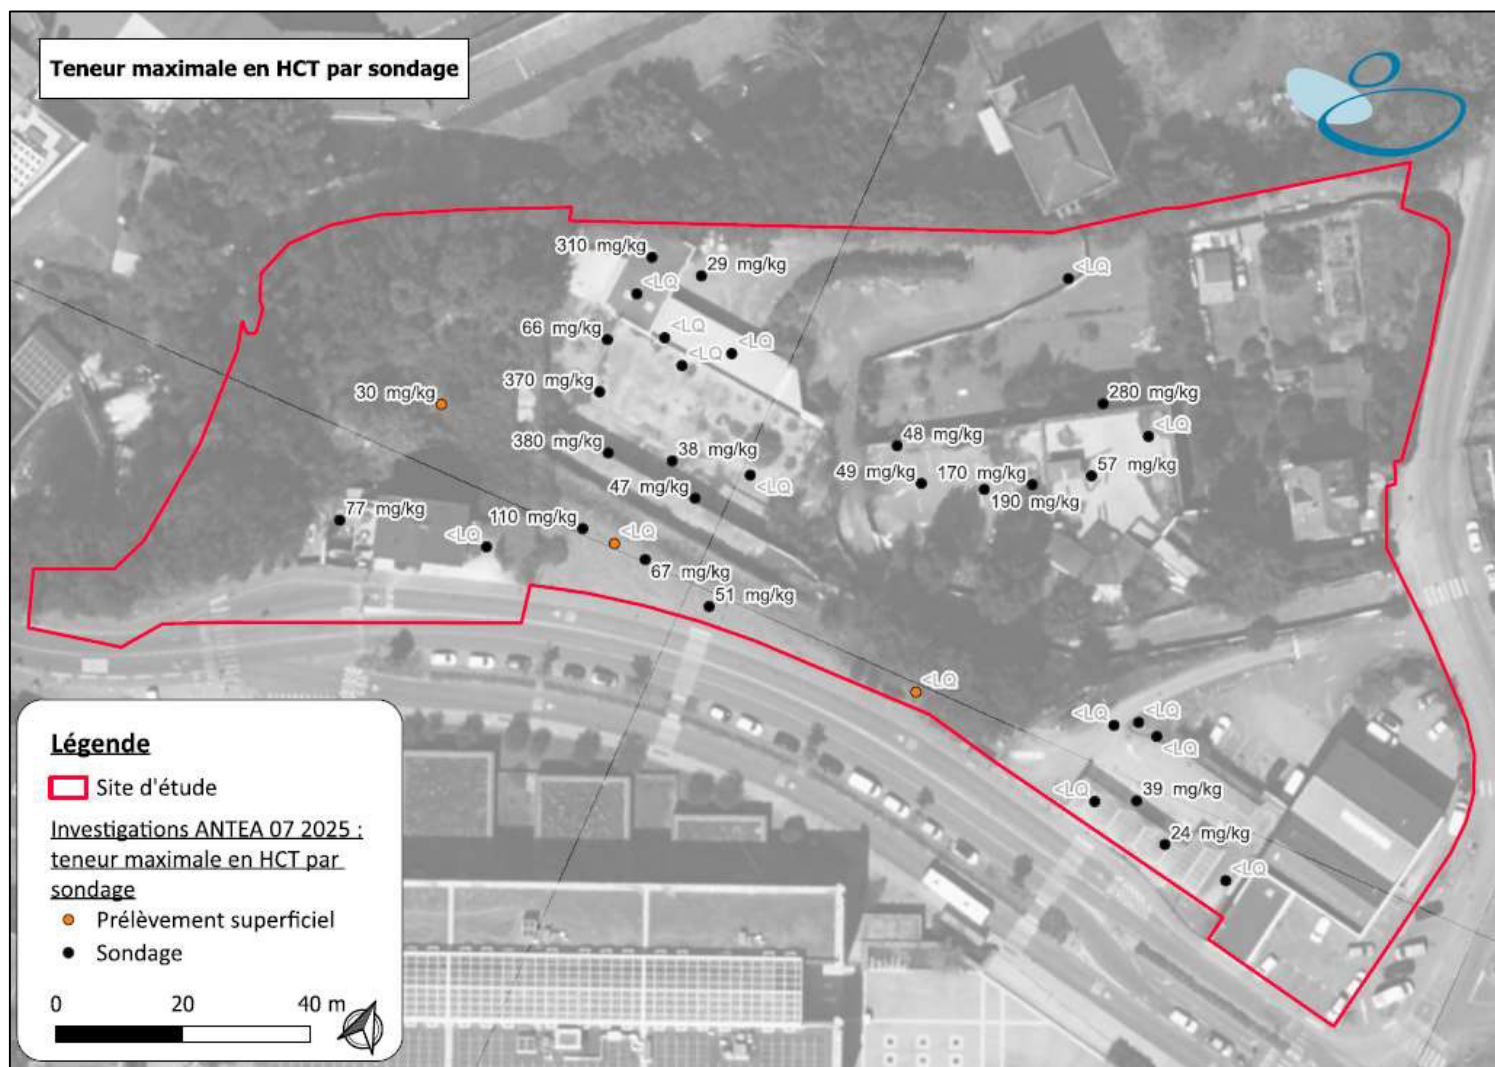 Teneur maximale en HCT par sondage
310 mg/kg
29 mg/kg
<LQ
<LQ
66 mg/kg
<LQ
<LQ
<LQ
370 mg/kg
30 mg/kg
280 mg/kg
<LQ
48 mg/kg
380 mg/kg
38 mg/kg
<LQ
49 mg/kg
170 mg/kg
57 mg/kg
47 mg/kg
190 mg/kg
77 mg/kg
110 mg/kg
<LQ
<LQ
67 mg/kg
51 mg/kg
<LQ
<LQ
<LQ
<LQ
<LQ
39 mg/kg
24 mg/kg
<LQ
Légende
Site d'étude
Investigations ANTEA 07 2025 :
teneur maximale en HCT par
sondage
Prélèvement superficiel
Sondage
0 20 40 m